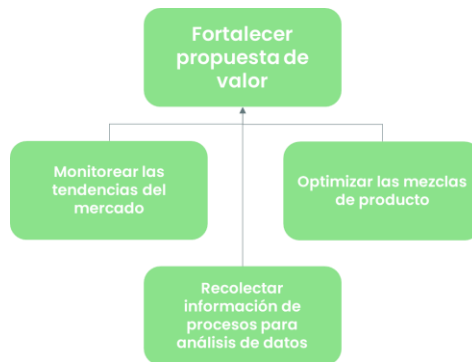 Fortalecer
propuesta de
valor
Monitorear las
tendencias del
mercado
Optimizar las mezclas
de producto
Recolectar
información de
procesos para
análisis de datos